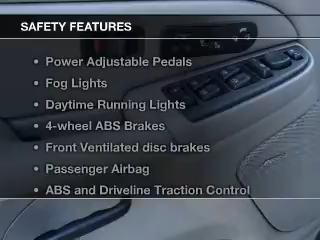 SAFETY FEATURES
• Power Adjustable Pedals
• Fog Lights
• Daytime Running Lights
• 4-wheel ABS Brakes
• Front Ventilated disc brakes
• Passenger Airbag
• ABS and Driveline Traction Control